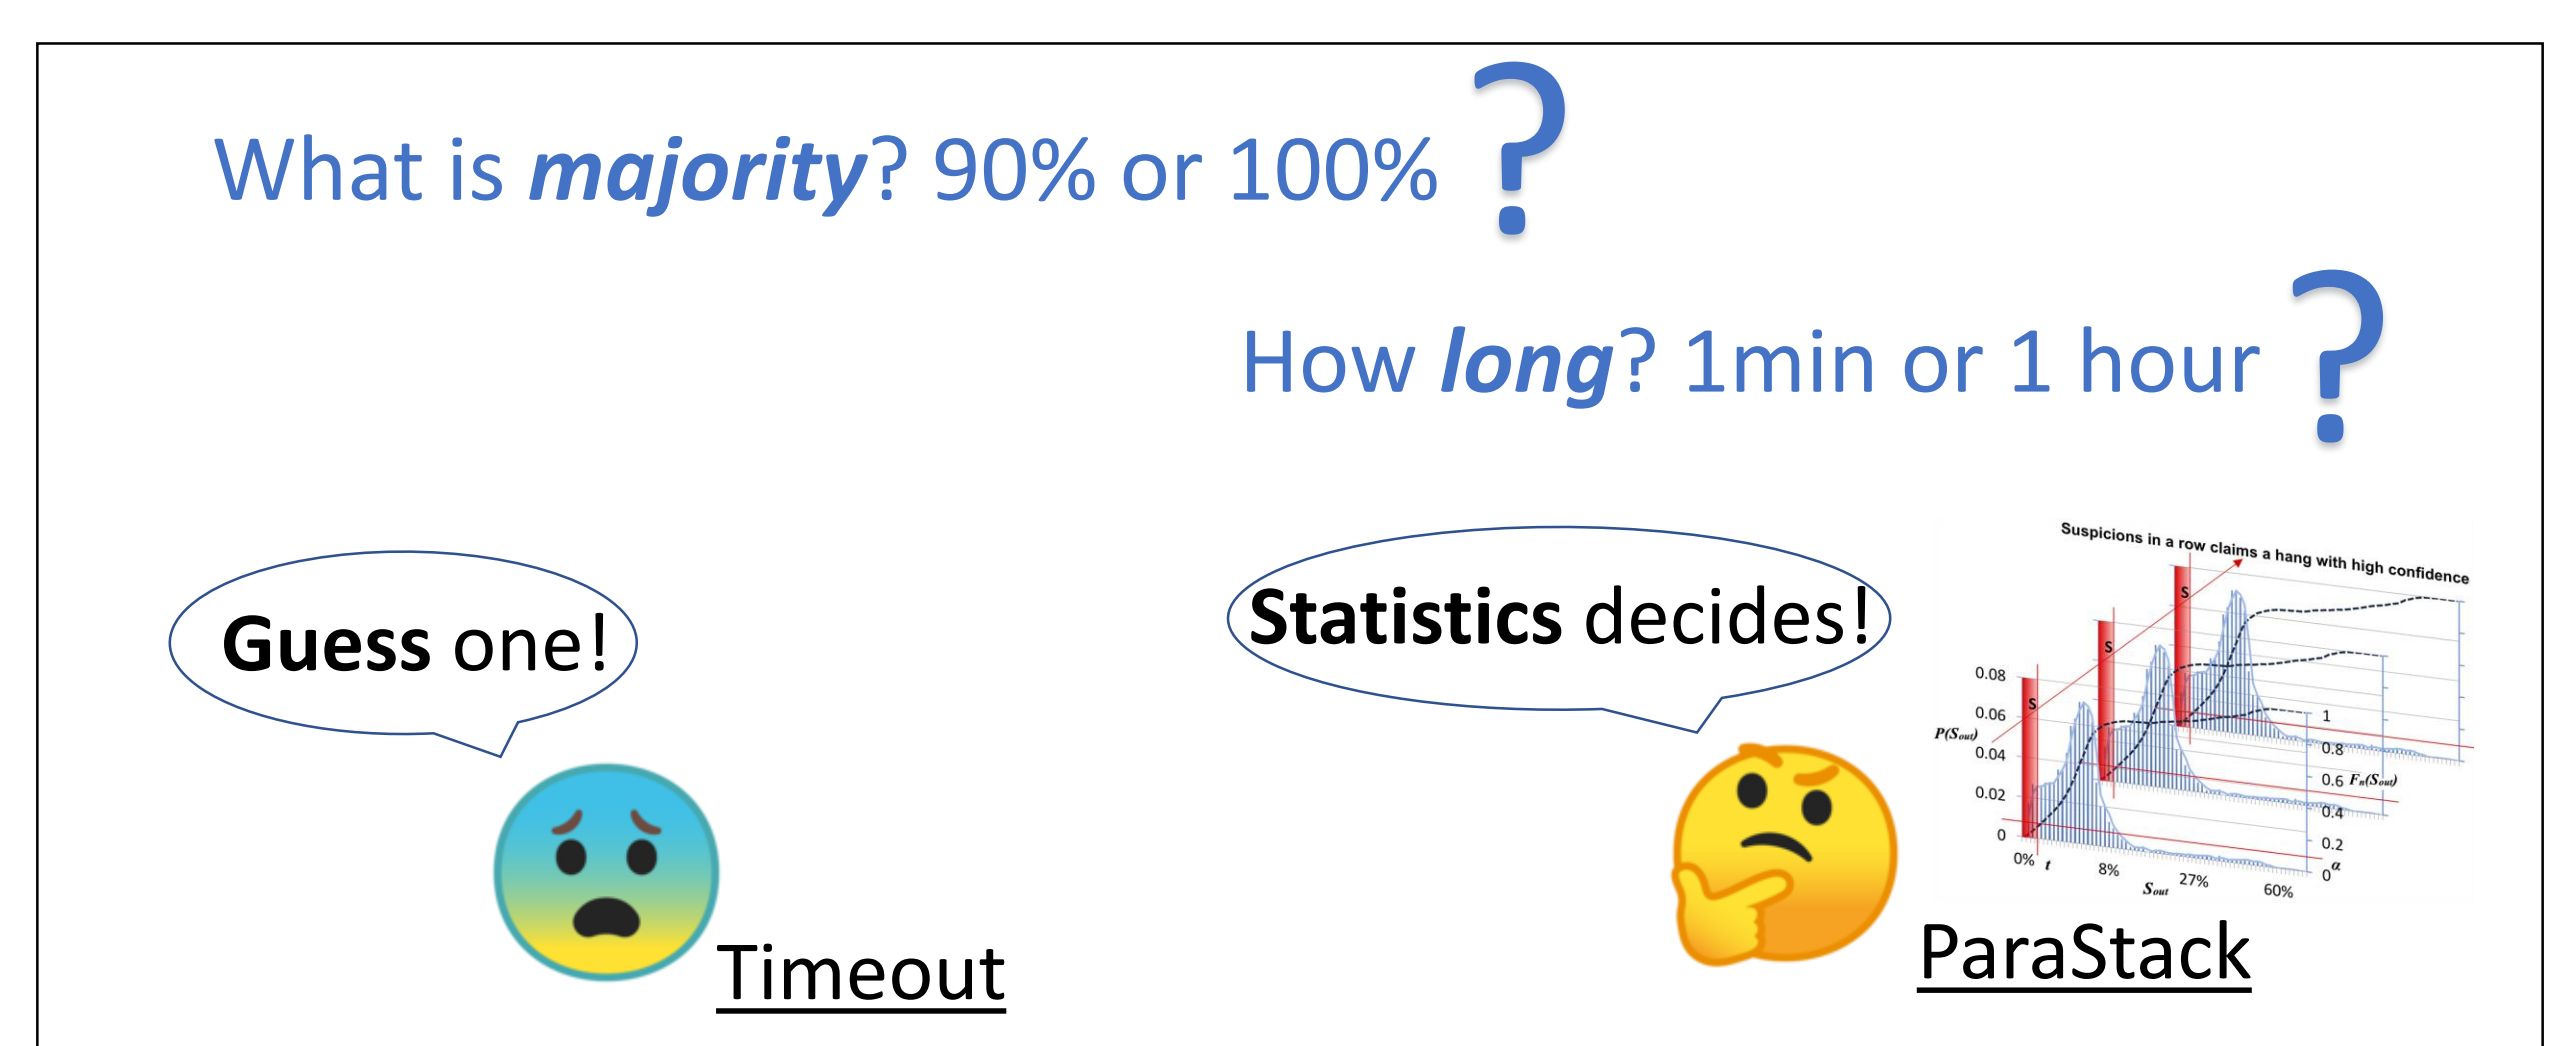 What is majority? 90% or 100% ?
How long? 1min or 1 hour ?
Guess one!
Timeout
Statistics decides!
ParaStack
Suspicions in a row claims a hang with high confidence
S
S
S
0.08
0.06
P(Sout)
0.04
0.02
0
0% t 8% Sout 27% 60%
1
0.8
0.6 Fn(Sout)
0.4
0.2
0 α